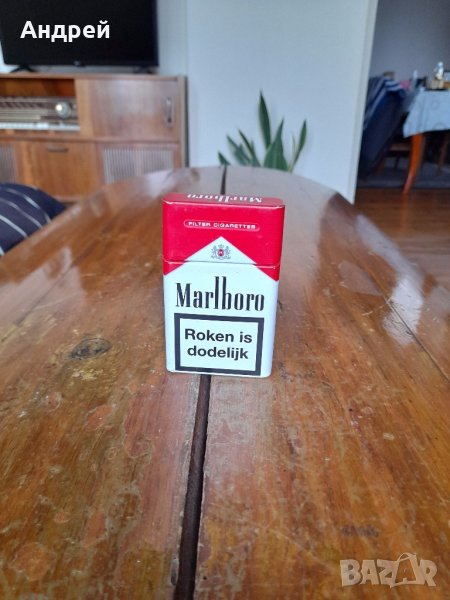 Андрей
Marlboro
FILTER CIGARETTES
Marlboro
Roken is
dodelijk
BAZAR